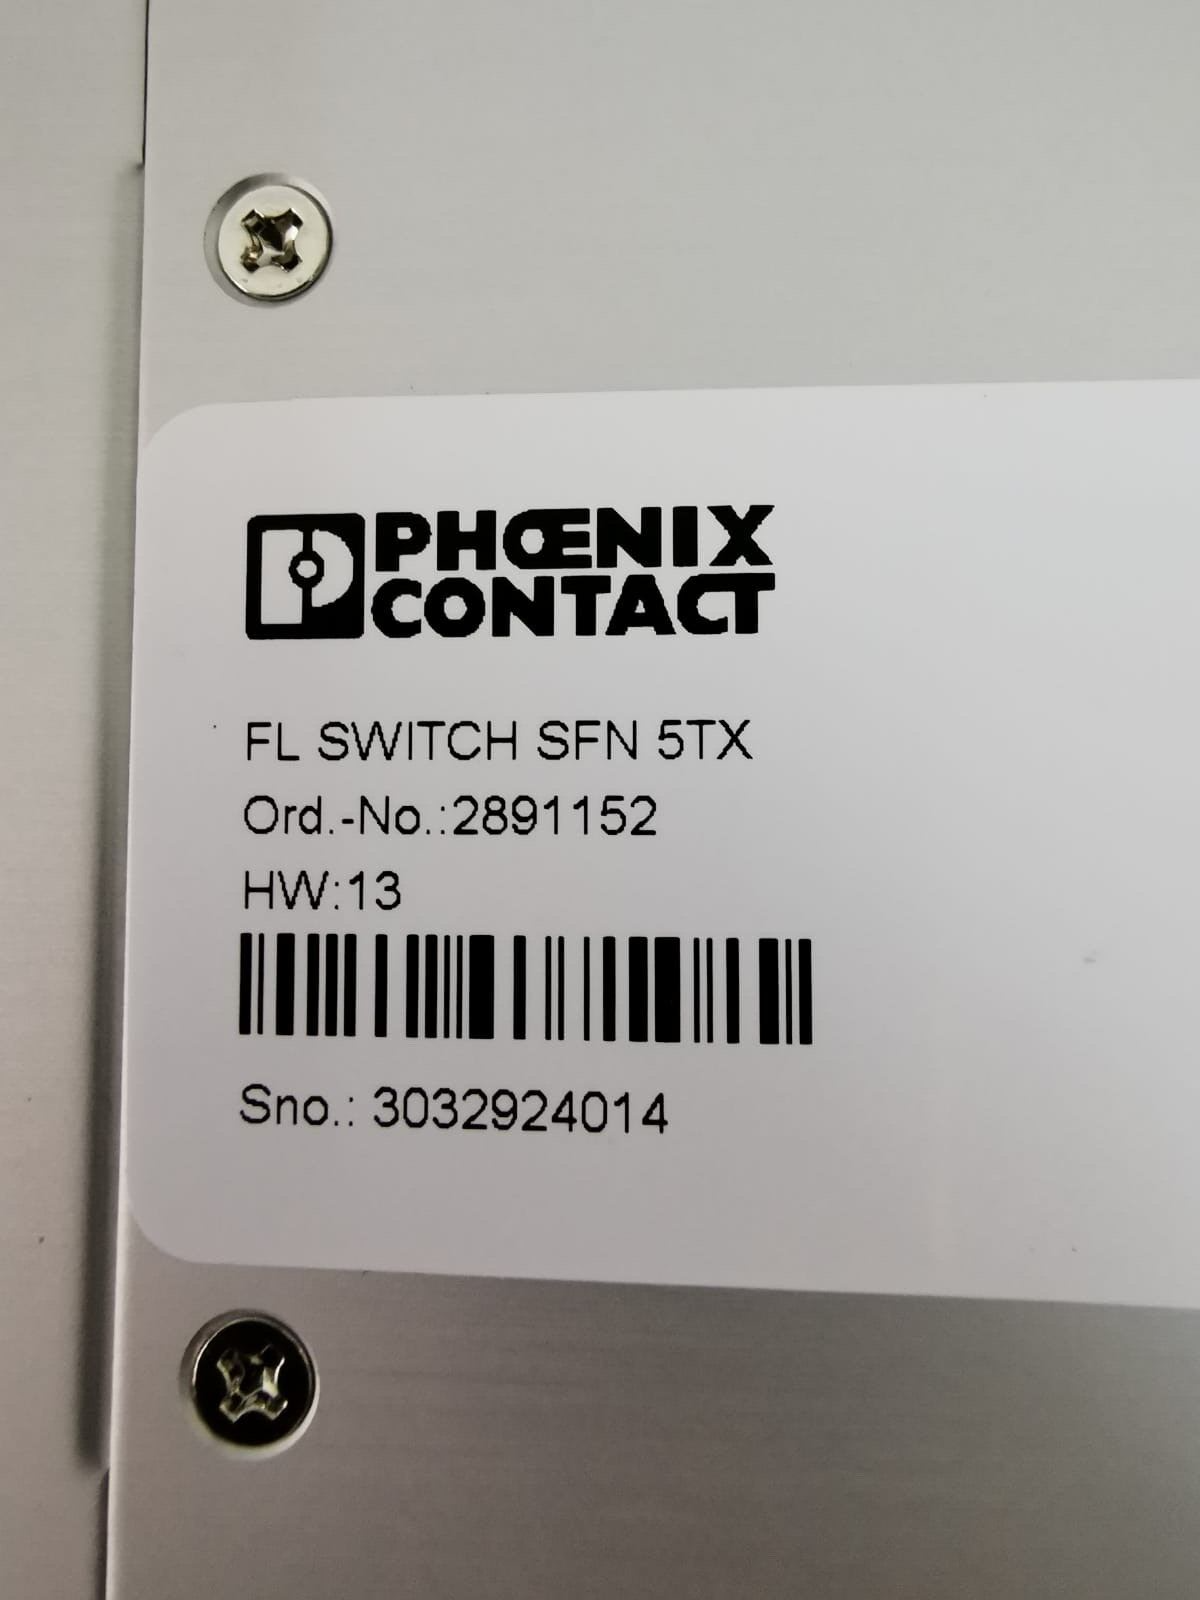 PHŒNIX
CONTACT
FL SWITCH SFN 5TX
Ord.-No.:2891152
HW:13
Sno.: 3032924014